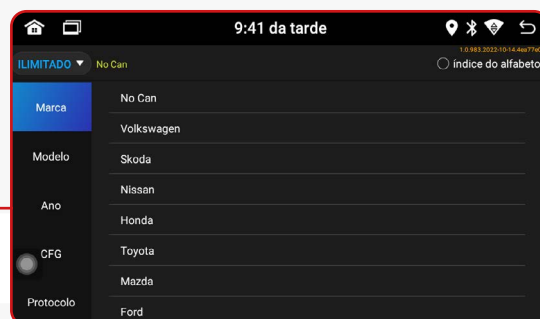 9:41 da tarde
1.0.983.2022-10-14.4ea77e0
ILIMITADO No Can índice do alfabeto
Marca
No Can
Volkswagen
Modelo
Skoda
Nissan
Ano
Honda
CFG
Toyota
Mazda
Protocolo
Ford